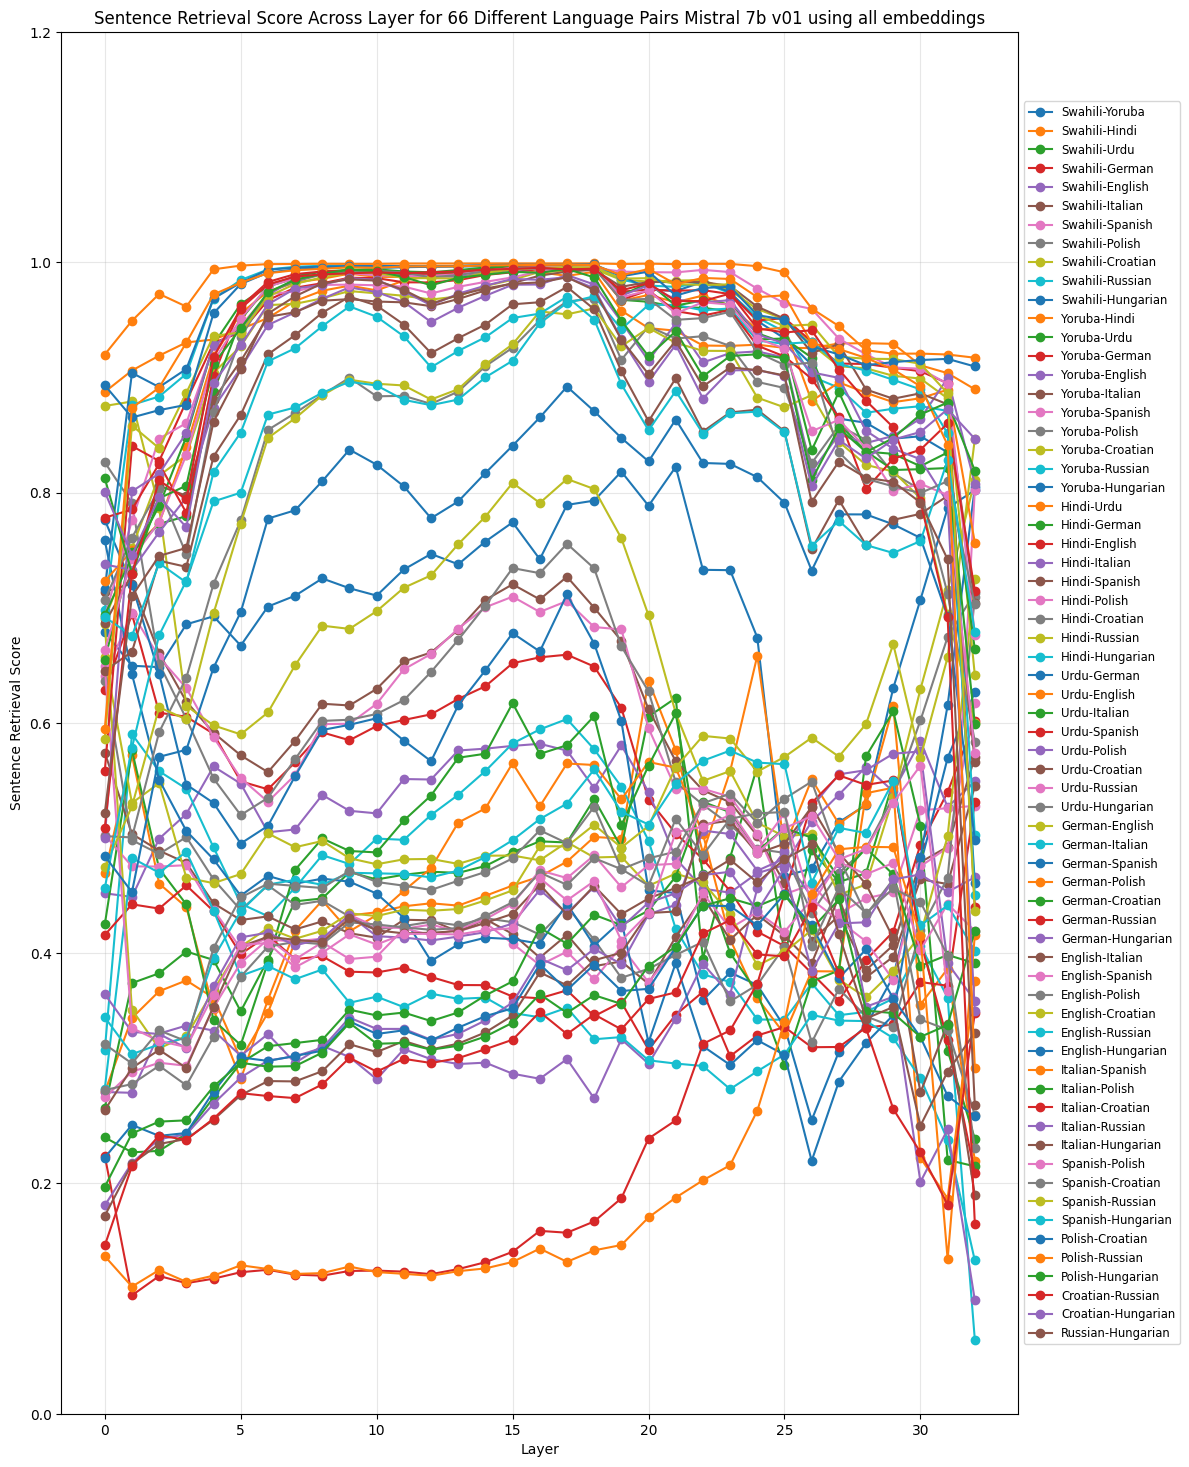 Sentence Retrieval Score Across Layer for 66 Different Language Pairs Mistral 7b v01 using all embeddings
1.2
1.0
0.8
0.6
0.4
0.2
0.0
Sentence Retrieval Score
0 5 10 15 20 25 30
Layer
Swahili-Yoruba
Swahili-Hindi
Swahili-Urdu
Swahili-German
Swahili-English
Swahili-Italian
Swahili-Spanish
Swahili-Polish
Swahili-Croatian
Swahili-Russian
Swahili-Hungarian
Yoruba-Hindi
Yoruba-Urdu
Yoruba-German
Yoruba-English
Yoruba-Italian
Yoruba-Spanish
Yoruba-Polish
Yoruba-Croatian
Yoruba-Russian
Yoruba-Hungarian
Hindi-Urdu
Hindi-German
Hindi-English
Hindi-Italian
Hindi-Spanish
Hindi-Polish
Hindi-Croatian
Hindi-Russian
Hindi-Hungarian
Urdu-German
Urdu-English
Urdu-Italian
Urdu-Spanish
Urdu-Polish
Urdu-Croatian
Urdu-Russian
Urdu-Hungarian
German-English
German-Italian
German-Spanish
German-Polish
German-Croatian
German-Russian
German-Hungarian
English-Italian
English-Spanish
English-Polish
English-Croatian
English-Russian
English-Hungarian
Italian-Spanish
Italian-Polish
Italian-Croatian
Italian-Russian
Italian-Hungarian
Spanish-Polish
Spanish-Croatian
Spanish-Russian
Spanish-Hungarian
Polish-Croatian
Polish-Russian
Polish-Hungarian
Croatian-Russian
Croatian-Hungarian
Russian-Hungarian